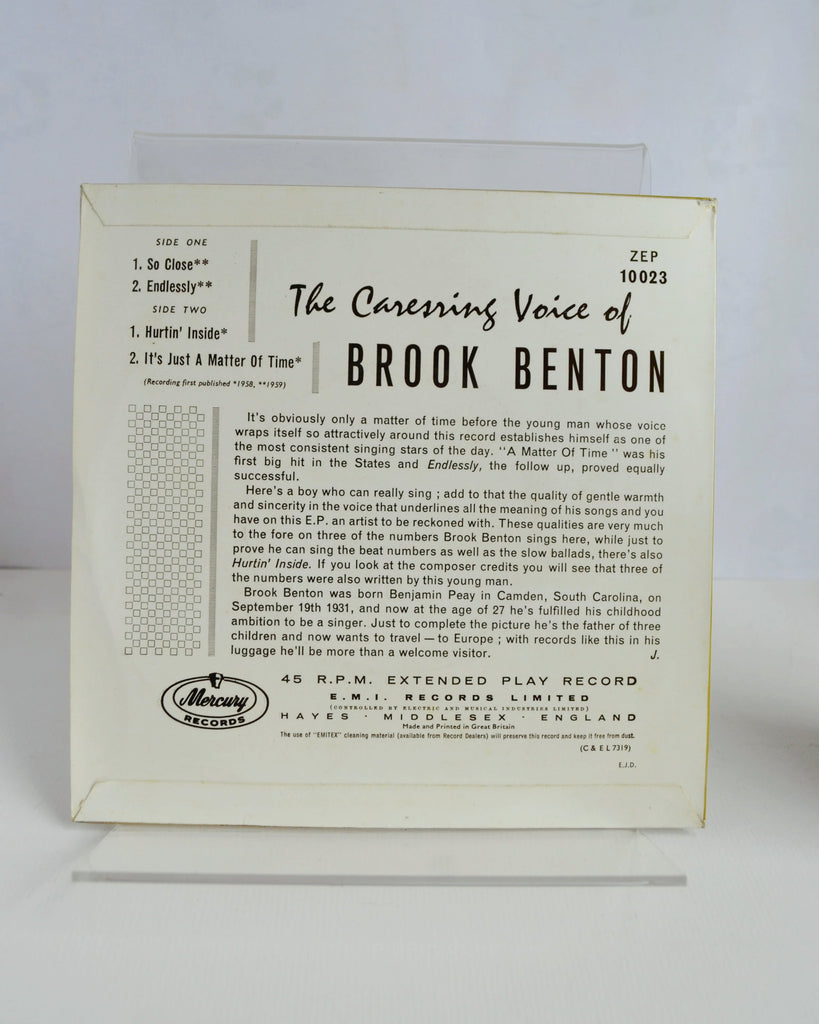 SIDE ONE
1. So Close**
2. Endlessly**
SIDE TWO
1. Hurtin' Inside*
2. It's Just A Matter Of Time*
(Recording first published *1958, **1959)
ZEP
10023
The Caressing Voice of
BROOK BENTON
It's obviously only a matter of time before the young man whose voice
wraps itself so attractively around this record establishes himself as one of
the most consistent singing stars of the day. "A Matter Of Time" was his
first big hit in the States and Endlessly, the follow up, proved equally
successful.
Here's a boy who can really sing ; add to that the quality of gentle warmth
and sincerity in the voice that underlines all the meaning of his songs and you
have on this E.P. an artist to be reckoned with. These qualities are very much
to the fore on three of the numbers Brook Benton sings here, while just to
prove he can sing the beat numbers as well as the slow ballads, there's also
Hurtin' Inside. If you look at the composer credits you will see that three of
the numbers were also written by this young man.
Brook Benton was born Benjamin Peay in Camden, South Carolina, on
September 19th 1931, and now at the age of 27 he's fulfilled his childhood
ambition to be a singer. Just to complete the picture he's the father of three
children and now wants to travel — to Europe ; with records like this in his
luggage he'll be more than a welcome visitor. J.
Mercury
RECORDS
45 R.P.M. EXTENDED PLAY RECORD
E.M.I. RECORDS LIMITED
(CONTROLLED BY ELECTRIC AND MUSICAL INDUSTRIES LIMITED)
HAYES · MIDDLESEX · ENGLAND
Made and Printed in Great Britain
The use of "EMITEX" cleaning material (available from Record Dealers) will preserve this record and keep it free from dust.
(C & E L 7319)
E.J.D.